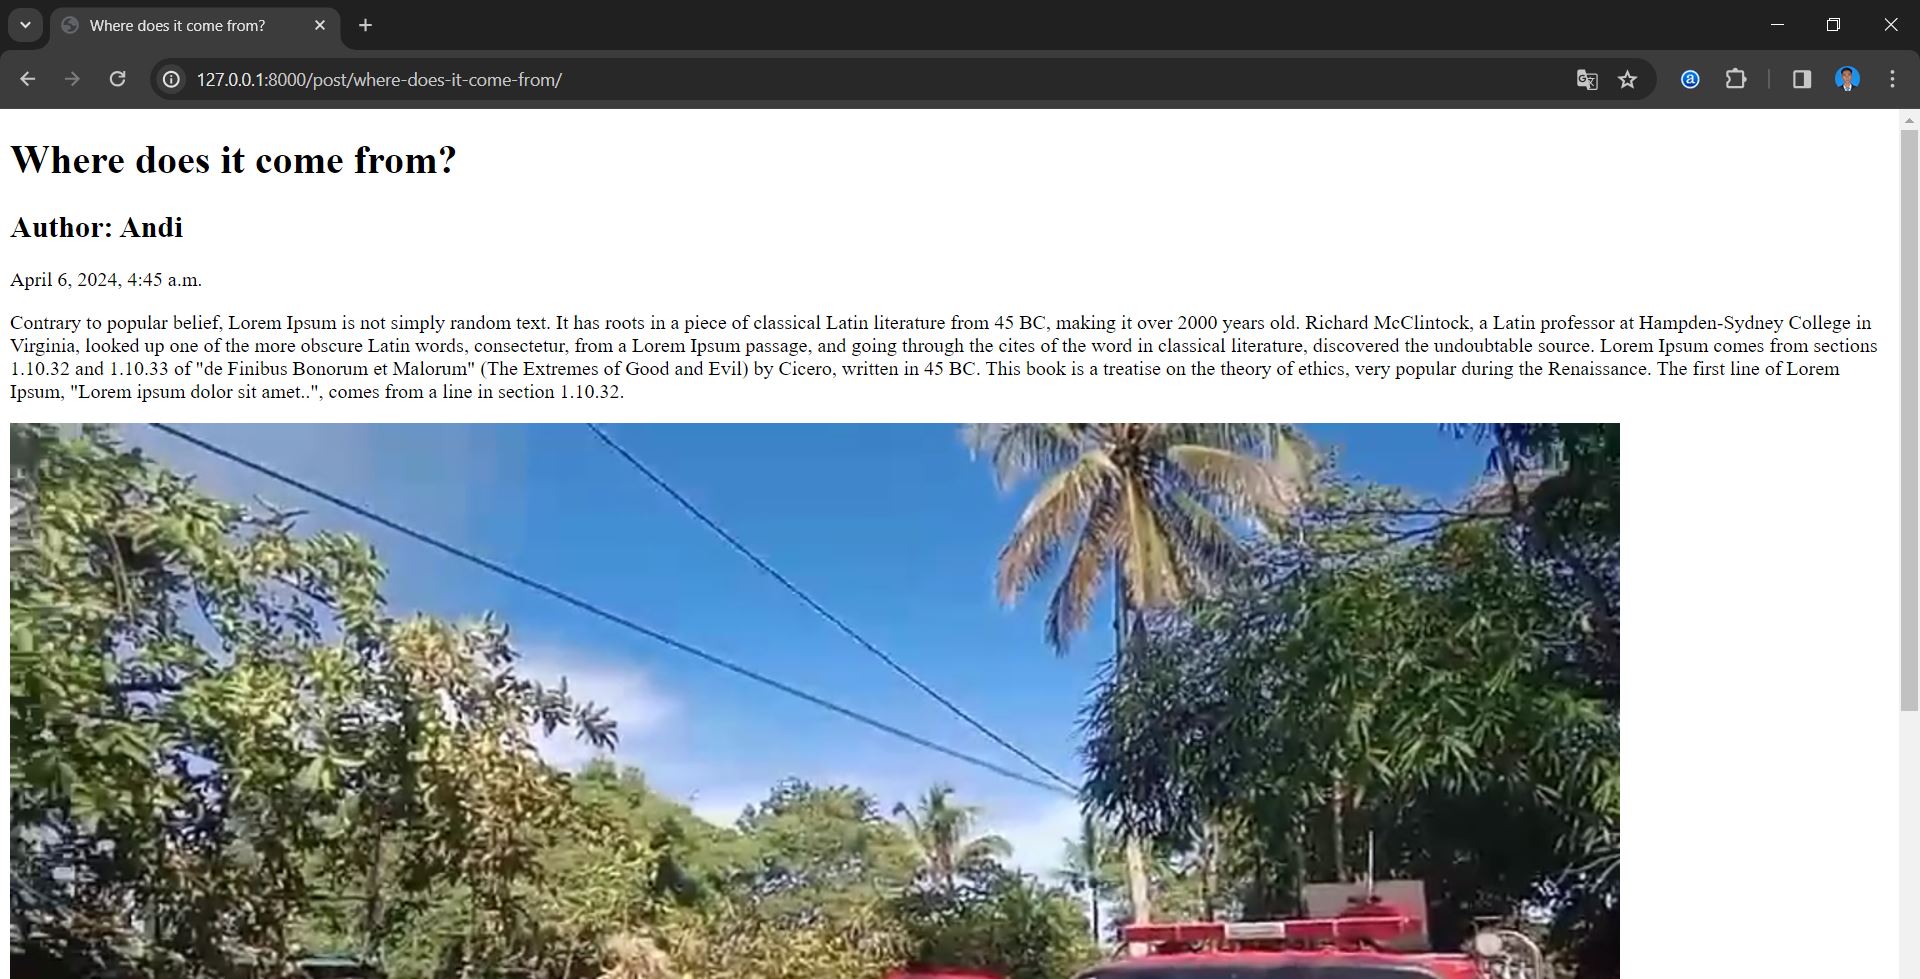 Where does it come from?
127.0.0.1:8000/post/where-does-it-come-from/
Where does it come from?
Author: Andi
April 6, 2024, 4:45 a.m.
Contrary to popular belief, Lorem Ipsum is not simply random text. It has roots in a piece of classical Latin literature from 45 BC, making it over 2000 years old. Richard McClintock, a Latin professor at Hampden-Sydney College in
Virginia, looked up one of the more obscure Latin words, consectetur, from a Lorem Ipsum passage, and going through the cites of the word in classical literature, discovered the undoubtable source. Lorem Ipsum comes from sections
1.10.32 and 1.10.33 of "de Finibus Bonorum et Malorum" (The Extremes of Good and Evil) by Cicero, written in 45 BC. This book is a treatise on the theory of ethics, very popular during the Renaissance. The first line of Lorem
Ipsum, "Lorem ipsum dolor sit amet..", comes from a line in section 1.10.32.